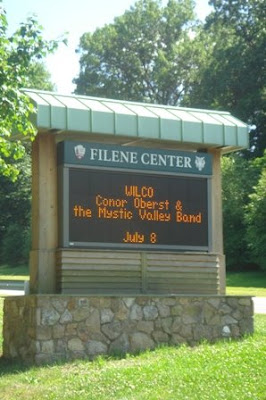 FILENE CENTER
WILCO
Conor Oberst &
the Mystic Valley Band
July 8